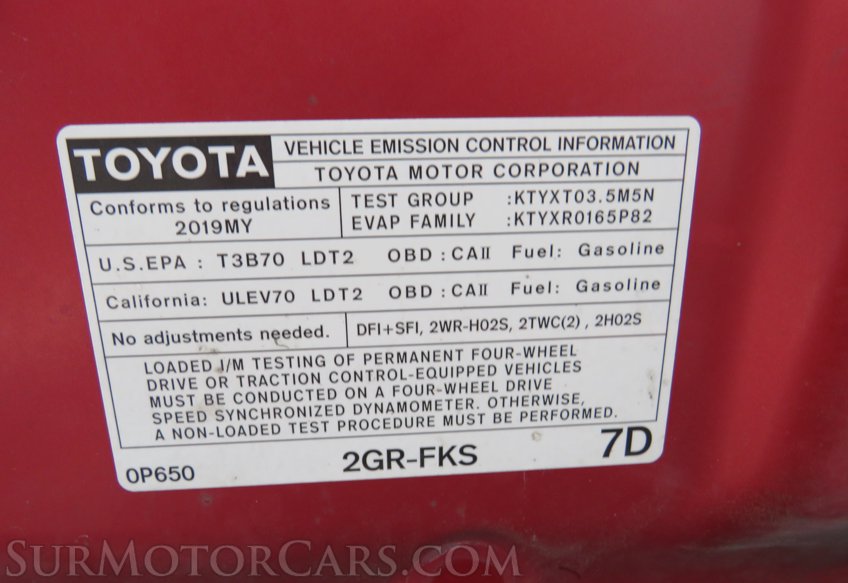 TOYOTA
VEHICLE EMISSION CONTROL INFORMATION
TOYOTA MOTOR CORPORATION
Conforms to regulations
2019MY
TEST GROUP :KTYXT03.5M5N
EVAP FAMILY :KTYXR0165P82
U.S.EPA : T3B70 LDT2 OBD : CAII Fuel: Gasoline
California: ULEV70 LDT2 OBD : CAII Fuel: Gasoline
No adjustments needed.
DFI+SFI, 2WR-HO2S, 2TWC(2) , 2HO2S
LOADED I/M TESTING OF PERMANENT FOUR-WHEEL
DRIVE OR TRACTION CONTROL-EQUIPPED VEHICLES
MUST BE CONDUCTED ON A FOUR-WHEEL DRIVE
SPEED SYNCHRONIZED DYNAMOMETER. OTHERWISE,
A NON-LOADED TEST PROCEDURE MUST BE PERFORMED.
0P650
2GR-FKS
7D
SURMOTORCARS.COM